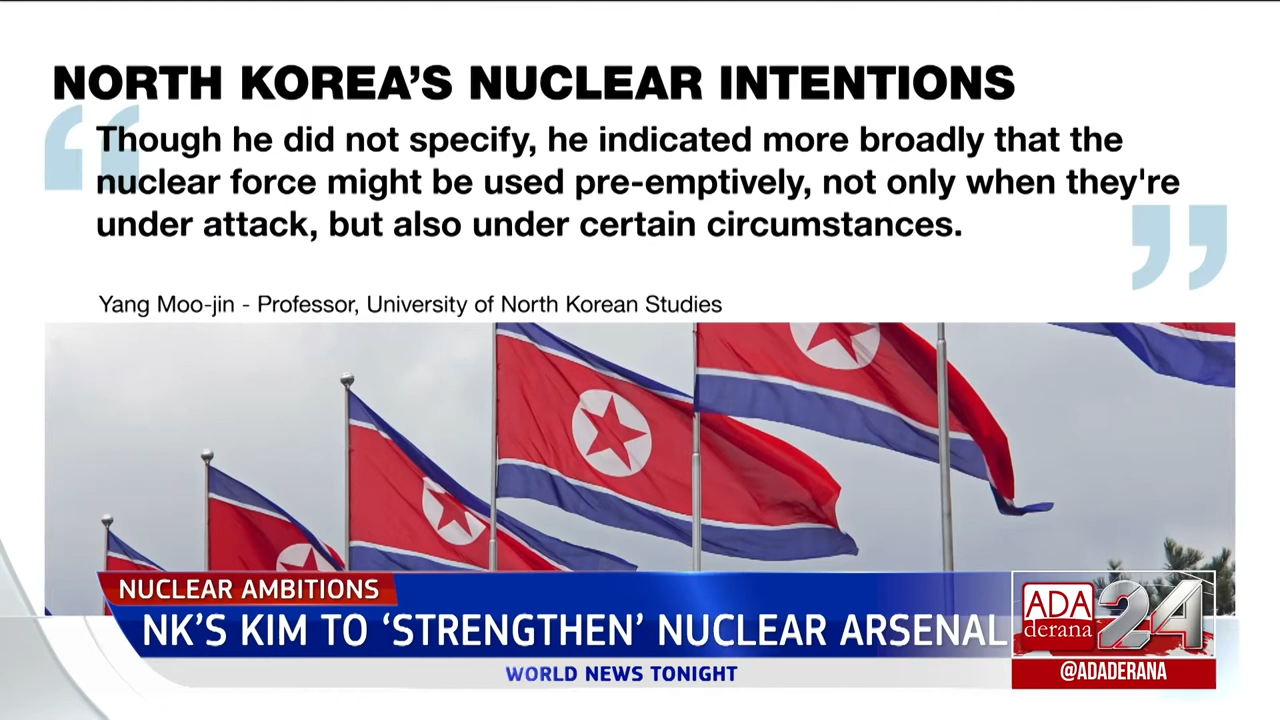 NORTH KOREA’S NUCLEAR INTENTIONS
“Though he did not specify, he indicated more broadly that the
nuclear force might be used pre-emptively, not only when they're
under attack, but also under certain circumstances.”
Yang Moo-jin - Professor, University of North Korean Studies
NUCLEAR AMBITIONS
NK’S KIM TO ‘STRENGTHEN’ NUCLEAR ARSENAL
WORLD NEWS TONIGHT
ADA
derana
24
@ADADERANA